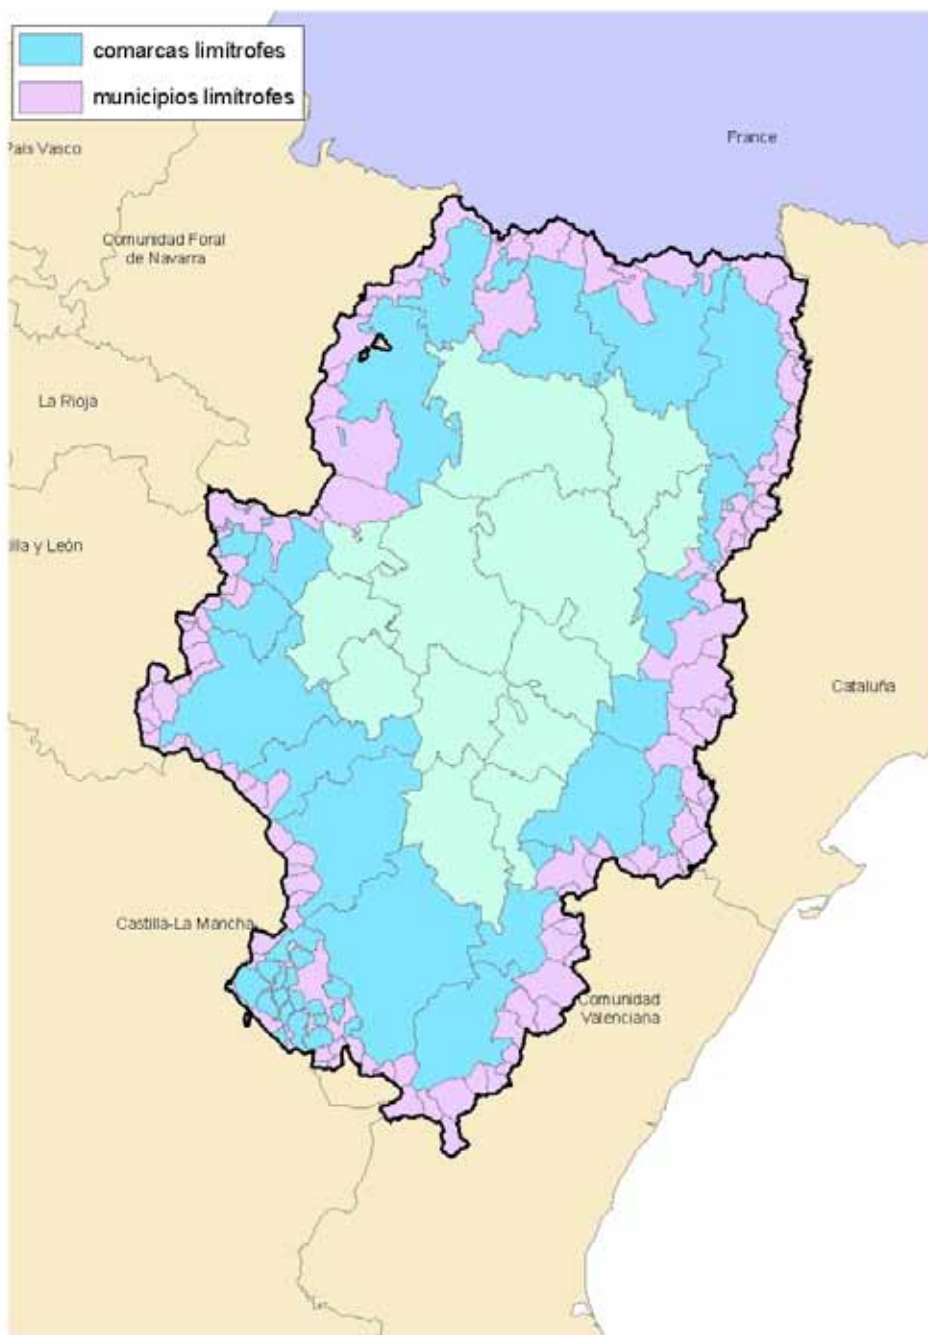 comarcas limítrofes
municipios limítrofes
France
País Vasco
Comunidad Foral
de Navarra
La Rioja
illa y León
Cataluña
Castilla-La Mancha
Comunidad
Valenciana